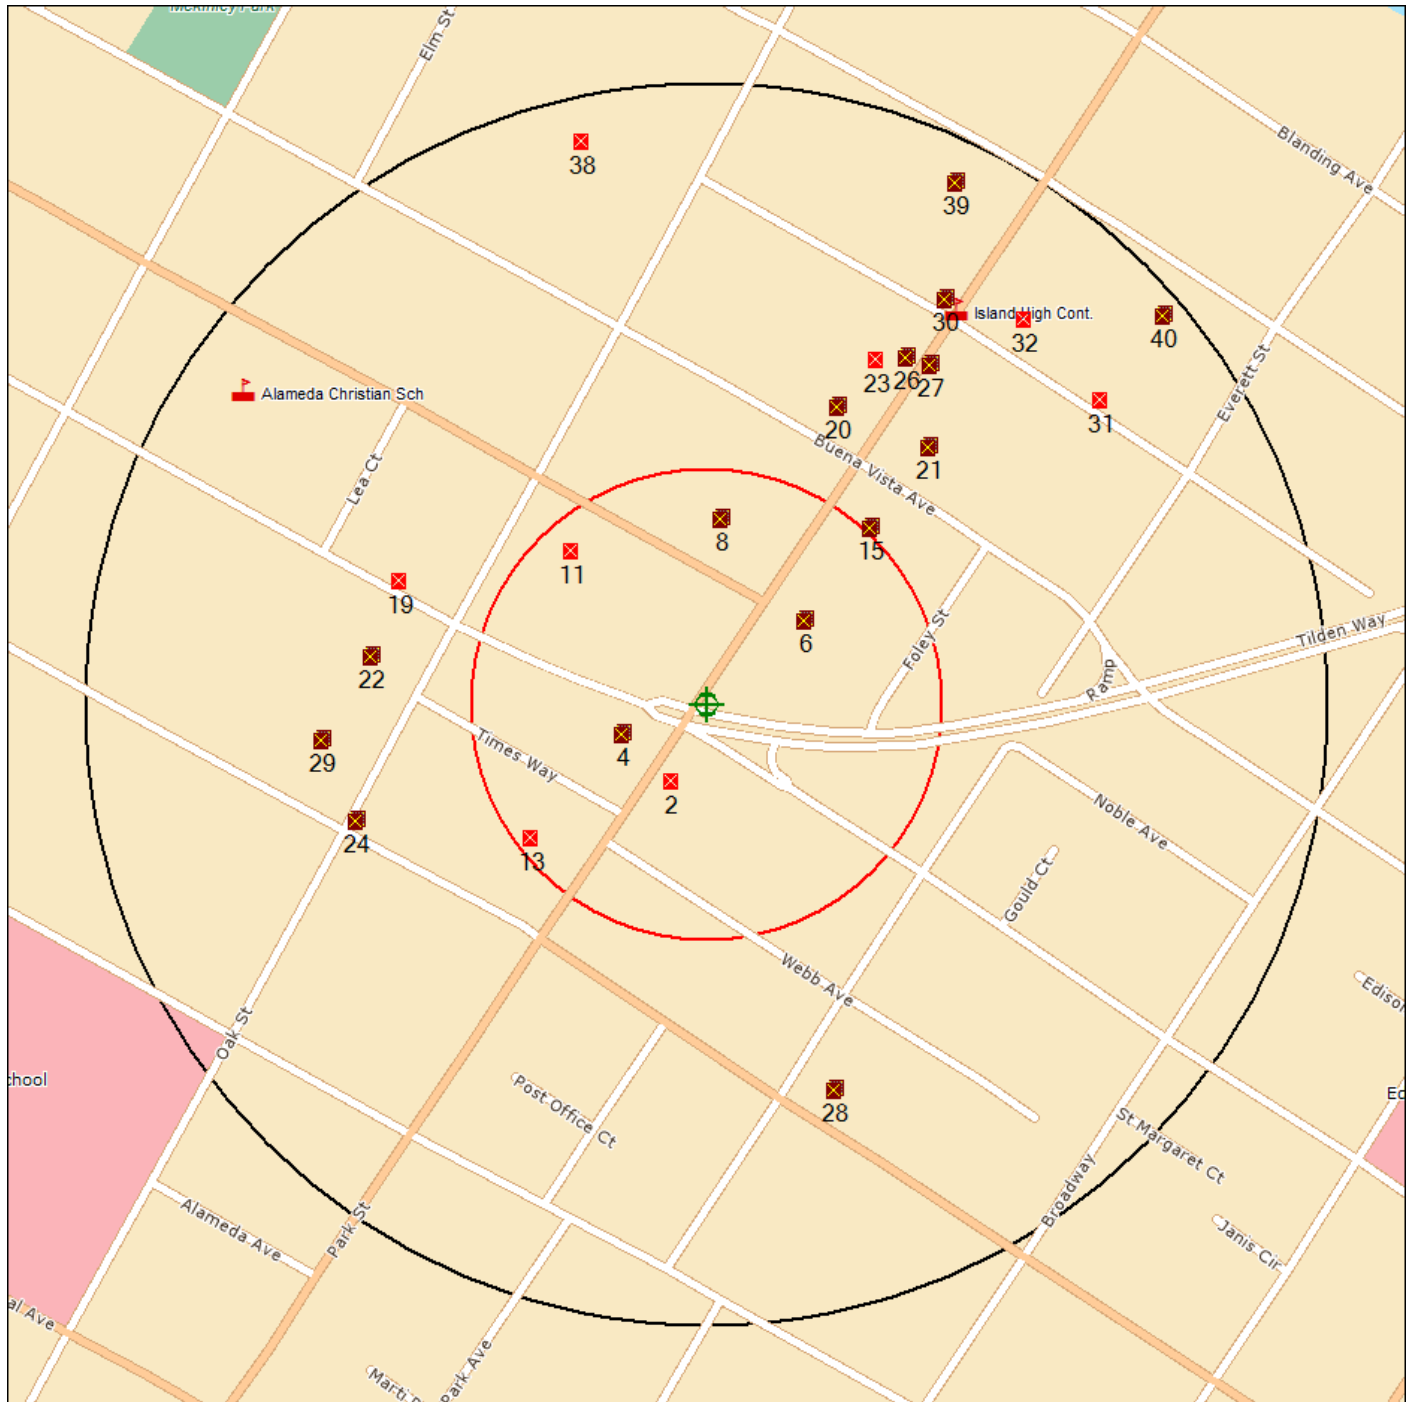 McKinley Park
Elm St
Blanding Ave
38
39
30
Island High Cont.
32
40
23
26
27
31
Everett St
Alameda Christian Sch
20
Buena Vista Ave
21
Lea Ct
8
15
11
19
6
Foley St
Tilden Way
22
Ramp
4
Times Way
29
2
Noble Ave
24
13
Gould Ct
Webb Ave
Oak St
chool
Post Office Ct
28
Ed
St Margaret Ct
Broadway
Alameda Ave
Park St
Janis Cir
al Ave
Park Ave